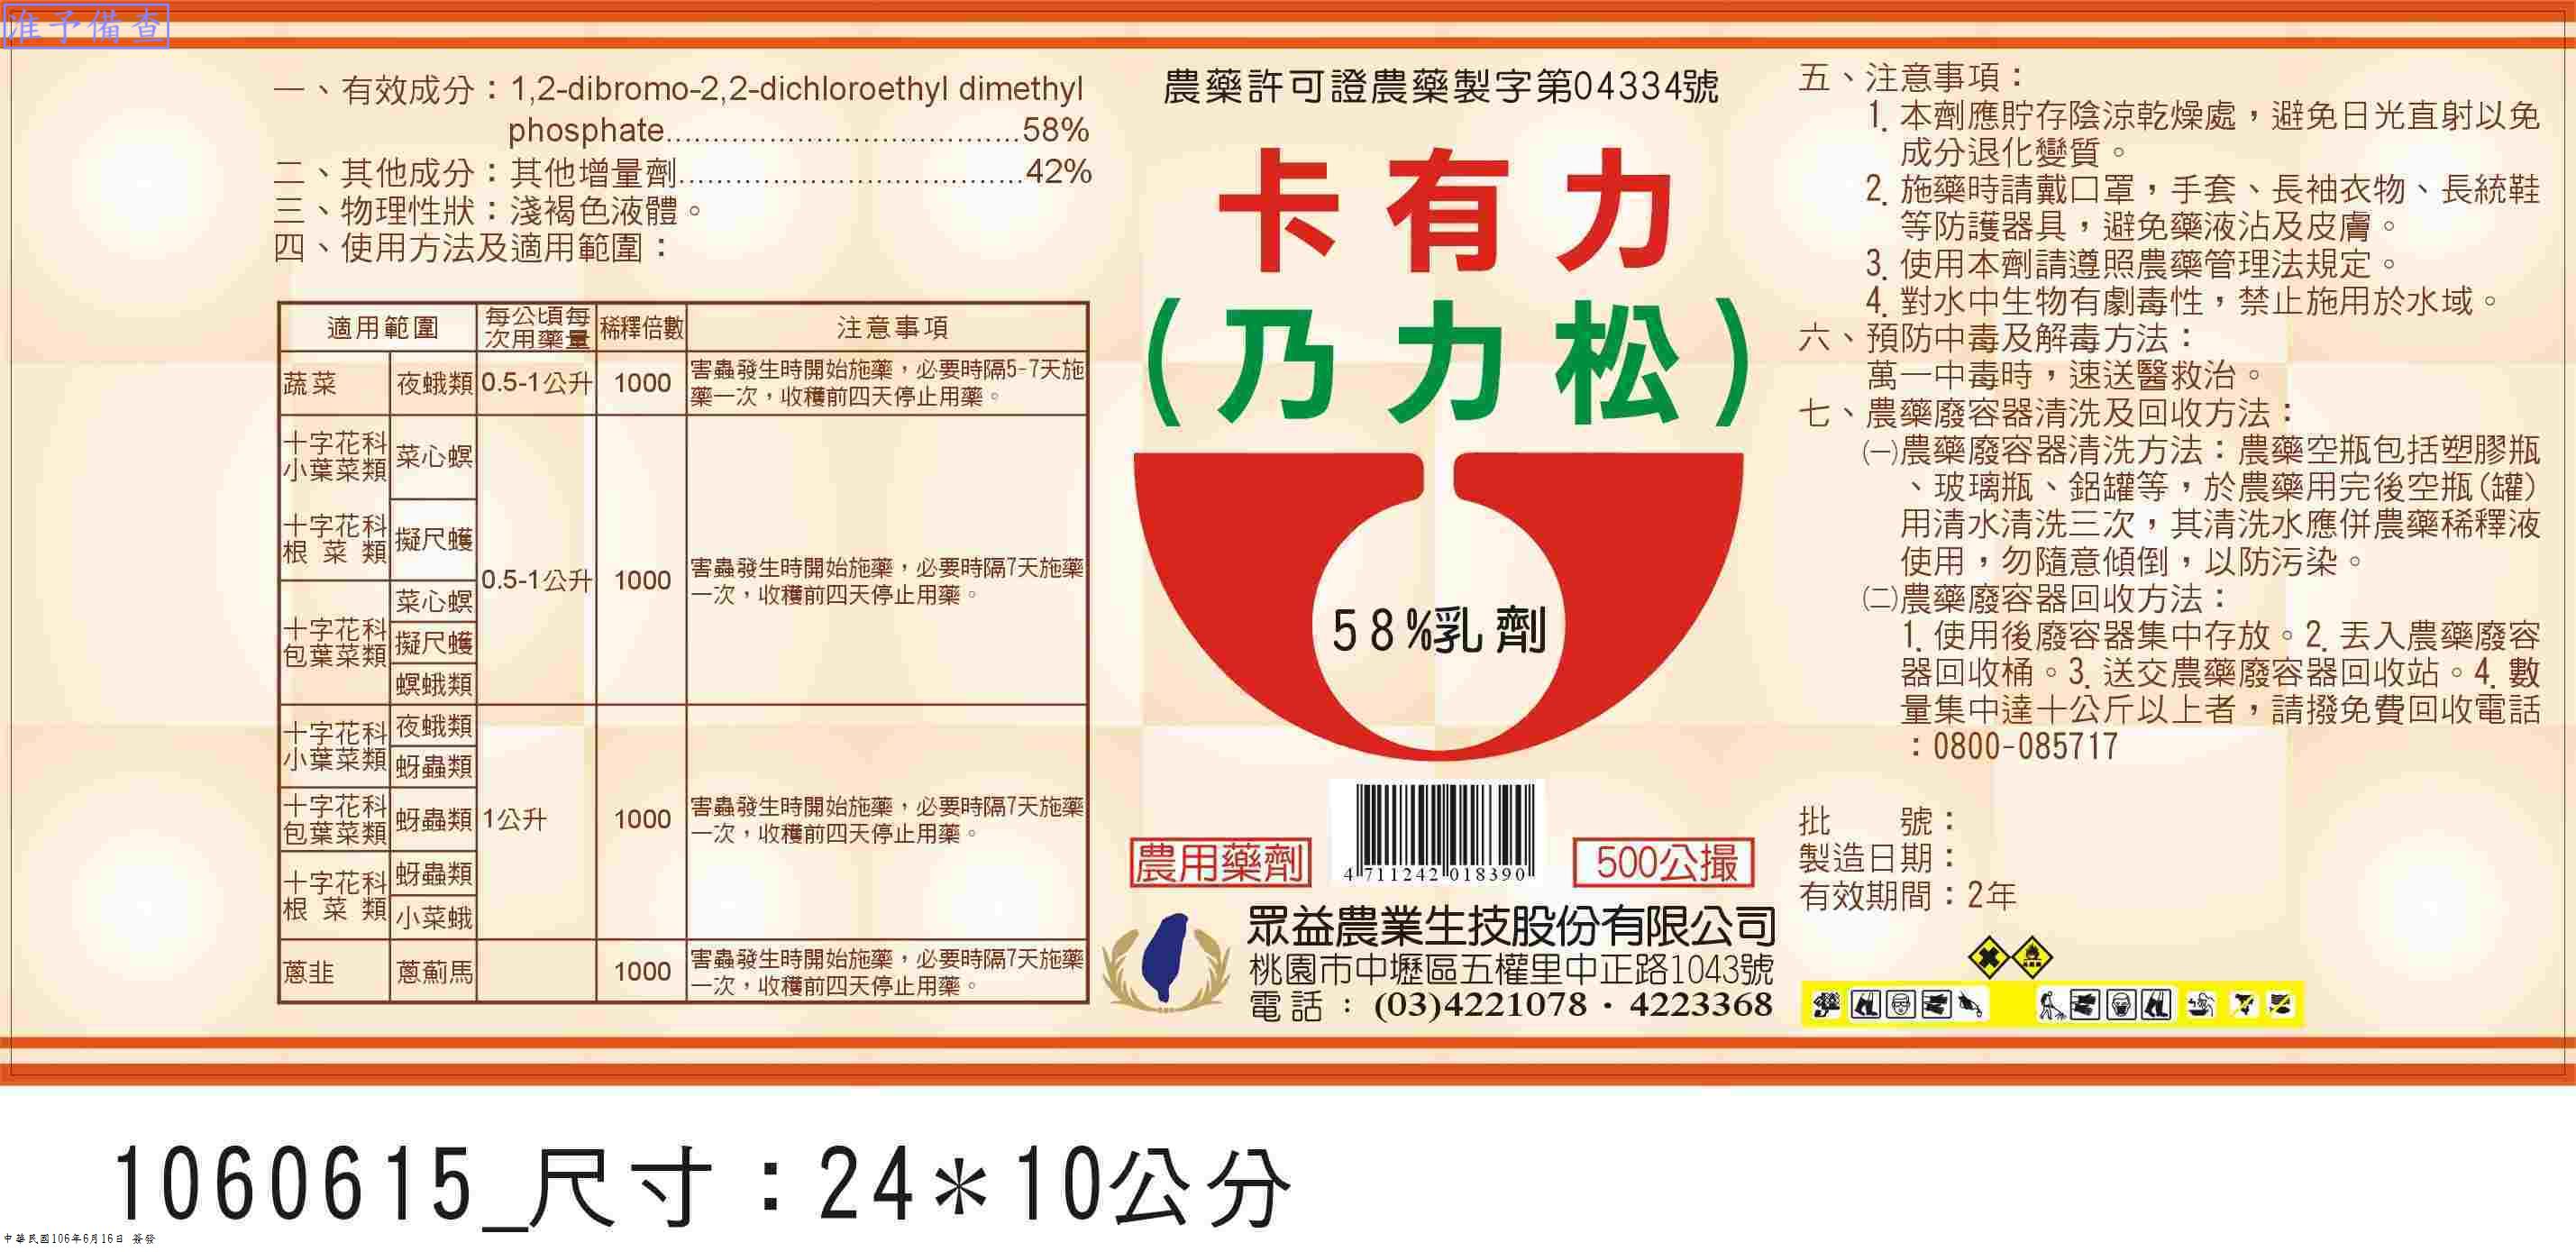 准予備查
一、有效成分：1,2-dibromo-2,2-dichloroethyl dimethyl
phosphate....................................58%
二、其他成分：其他增量劑...................................42%
三、物理性狀：淺褐色液體。
四、使用方法及適用範圍：
適用範圍 每公頃每次用藥量 稀釋倍數 注意事項
蔬菜 夜蛾類 0.5-1公升 1000 害蟲發生時開始施藥，必要時隔5-7天施
藥一次，收穫前四天停止用藥。
十字花科
小葉菜類 菜心螟
十字花科
根菜類 擬尺蠖
0.5-1公升 1000 害蟲發生時開始施藥，必要時隔7天施藥
一次，收穫前四天停止用藥。
十字花科
包葉菜類 菜心螟
擬尺蠖
螟蛾類
十字花科
小葉菜類 夜蛾類
蚜蟲類
十字花科
包葉菜類 蚜蟲類 1公升 1000 害蟲發生時開始施藥，必要時隔7天施藥
一次，收穫前四天停止用藥。
十字花科
根菜類 蚜蟲類
小菜蛾
蔥韭 蔥薊馬 1000 害蟲發生時開始施藥，必要時隔7天施藥
一次，收穫前四天停止用藥。
農藥許可證農藥製字第04334號
卡有力
(乃力松)
58%乳劑
農用藥劑
4 711242 018390
500公撮
眾益農業生技股份有限公司
桃園市中壢區五權里中正路1043號
電話：(03)4221078・4223368
五、注意事項：
1. 本劑應貯存陰涼乾燥處，避免日光直射以免
成分退化變質。
2. 施藥時請戴口罩，手套、長袖衣物、長統鞋
等防護器具，避免藥液沾及皮膚。
3. 使用本劑請遵照農藥管理法規定。
4. 對水中生物有劇毒性，禁止施用於水域。
六、預防中毒及解毒方法：
萬一中毒時，速送醫救治。
七、農藥廢容器清洗及回收方法：
㈠農藥廢容器清洗方法：農藥空瓶包括塑膠瓶
、玻璃瓶、鋁罐等，於農藥用完後空瓶(罐)
用清水清洗三次，其清洗水應併農藥稀釋液
使用，勿隨意傾倒，以防污染。
㈡農藥廢容器回收方法：
1. 使用後廢容器集中存放。2. 丟入農藥廢容
器回收桶。3. 送交農藥廢容器回收站。4. 數
量集中達十公斤以上者，請撥免費回收電話
：0800-085717
批　　號：
製造日期：
有效期間：2年
1060615_尺寸：24*10公分
中華民國106年6月16日 簽發